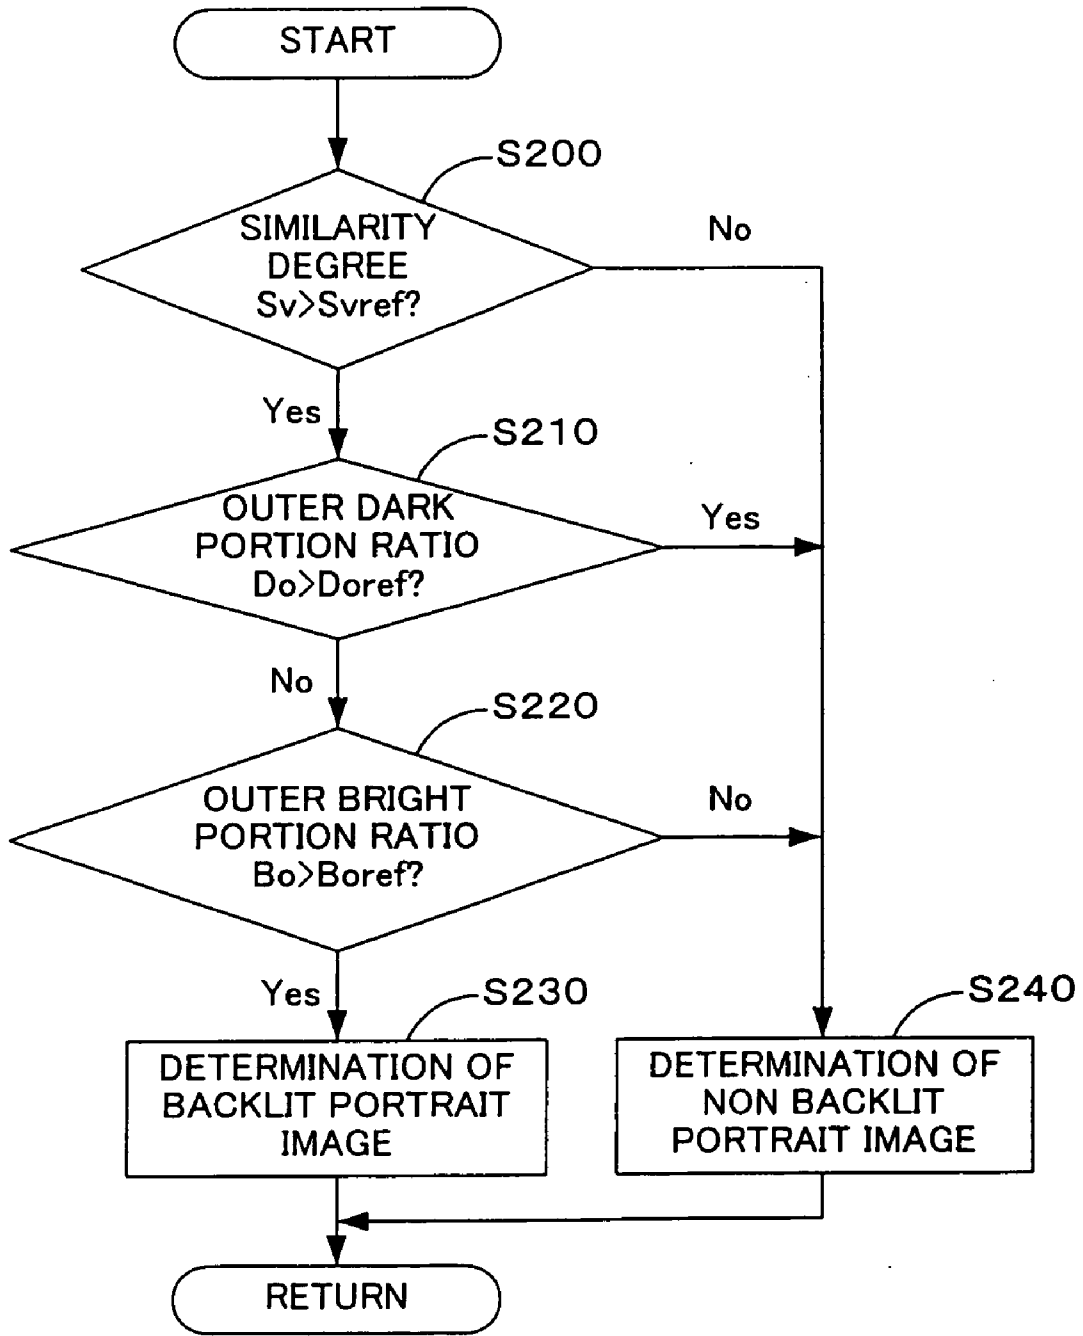 START
S200
SIMILARITY
DEGREE
Sv>Svref?
No
Yes
S210
OUTER DARK
PORTION RATIO
Do>Doref?
Yes
No
S220
OUTER BRIGHT
PORTION RATIO
Bo>Boref?
No
Yes
S230
DETERMINATION OF
BACKLIT PORTRAIT
IMAGE
S240
DETERMINATION OF
NON BACKLIT
PORTRAIT IMAGE
RETURN